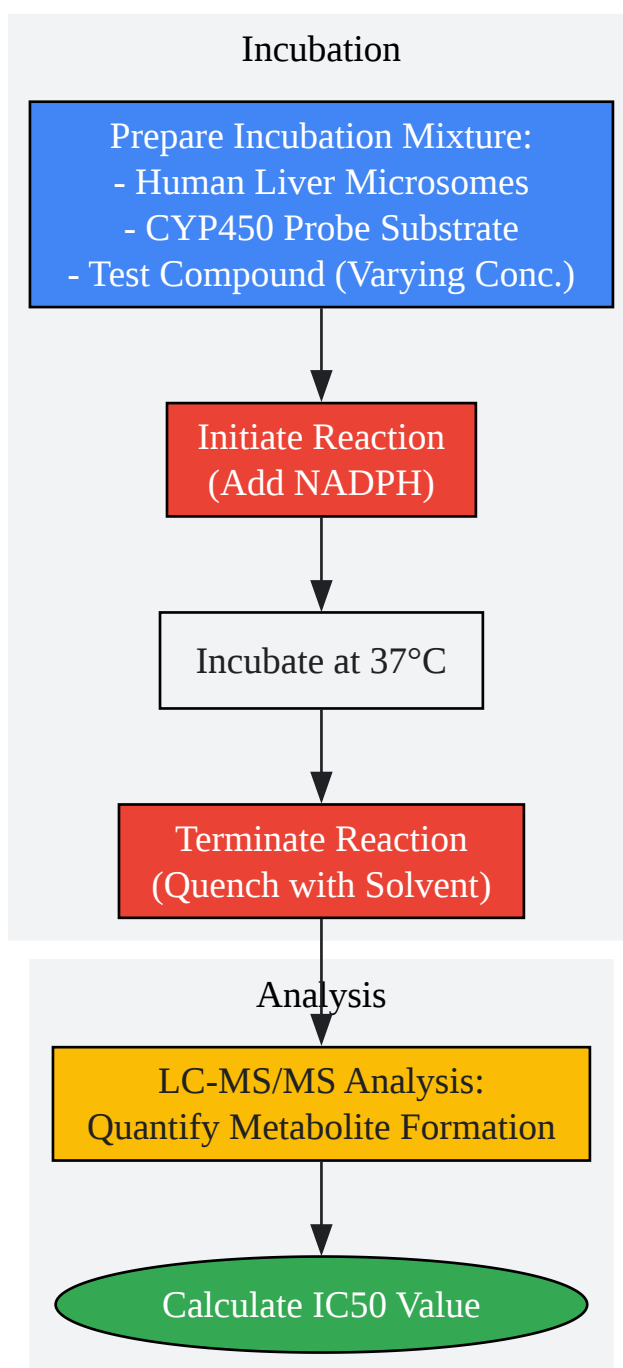 Incubation
Prepare Incubation Mixture:
- Human Liver Microsomes
- CYP450 Probe Substrate
- Test Compound (Varying Conc.)
Initiate Reaction
(Add NADPH)
Incubate at 37°C
Terminate Reaction
(Quench with Solvent)
Analysis
LC-MS/MS Analysis:
Quantify Metabolite Formation
Calculate IC50 Value